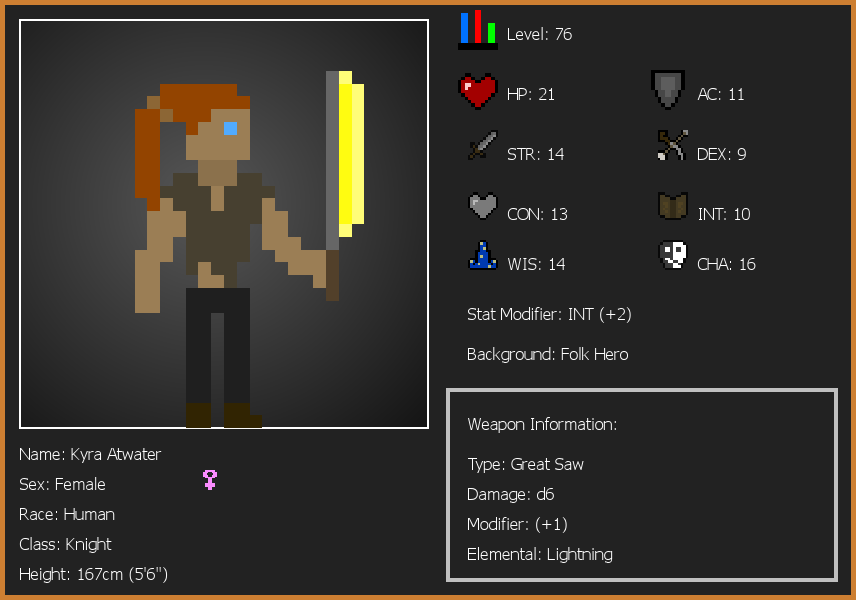 Level: 76
HP: 21
AC: 11
STR: 14
DEX: 9
CON: 13
INT: 10
WIS: 14
CHA: 16
Stat Modifier: INT (+2)
Background: Folk Hero
Weapon Information:
Type: Great Saw
Damage: d6
Modifier: (+1)
Elemental: Lightning
Name: Kyra Atwater
Sex: Female
Race: Human
Class: Knight
Height: 167cm (5'6")